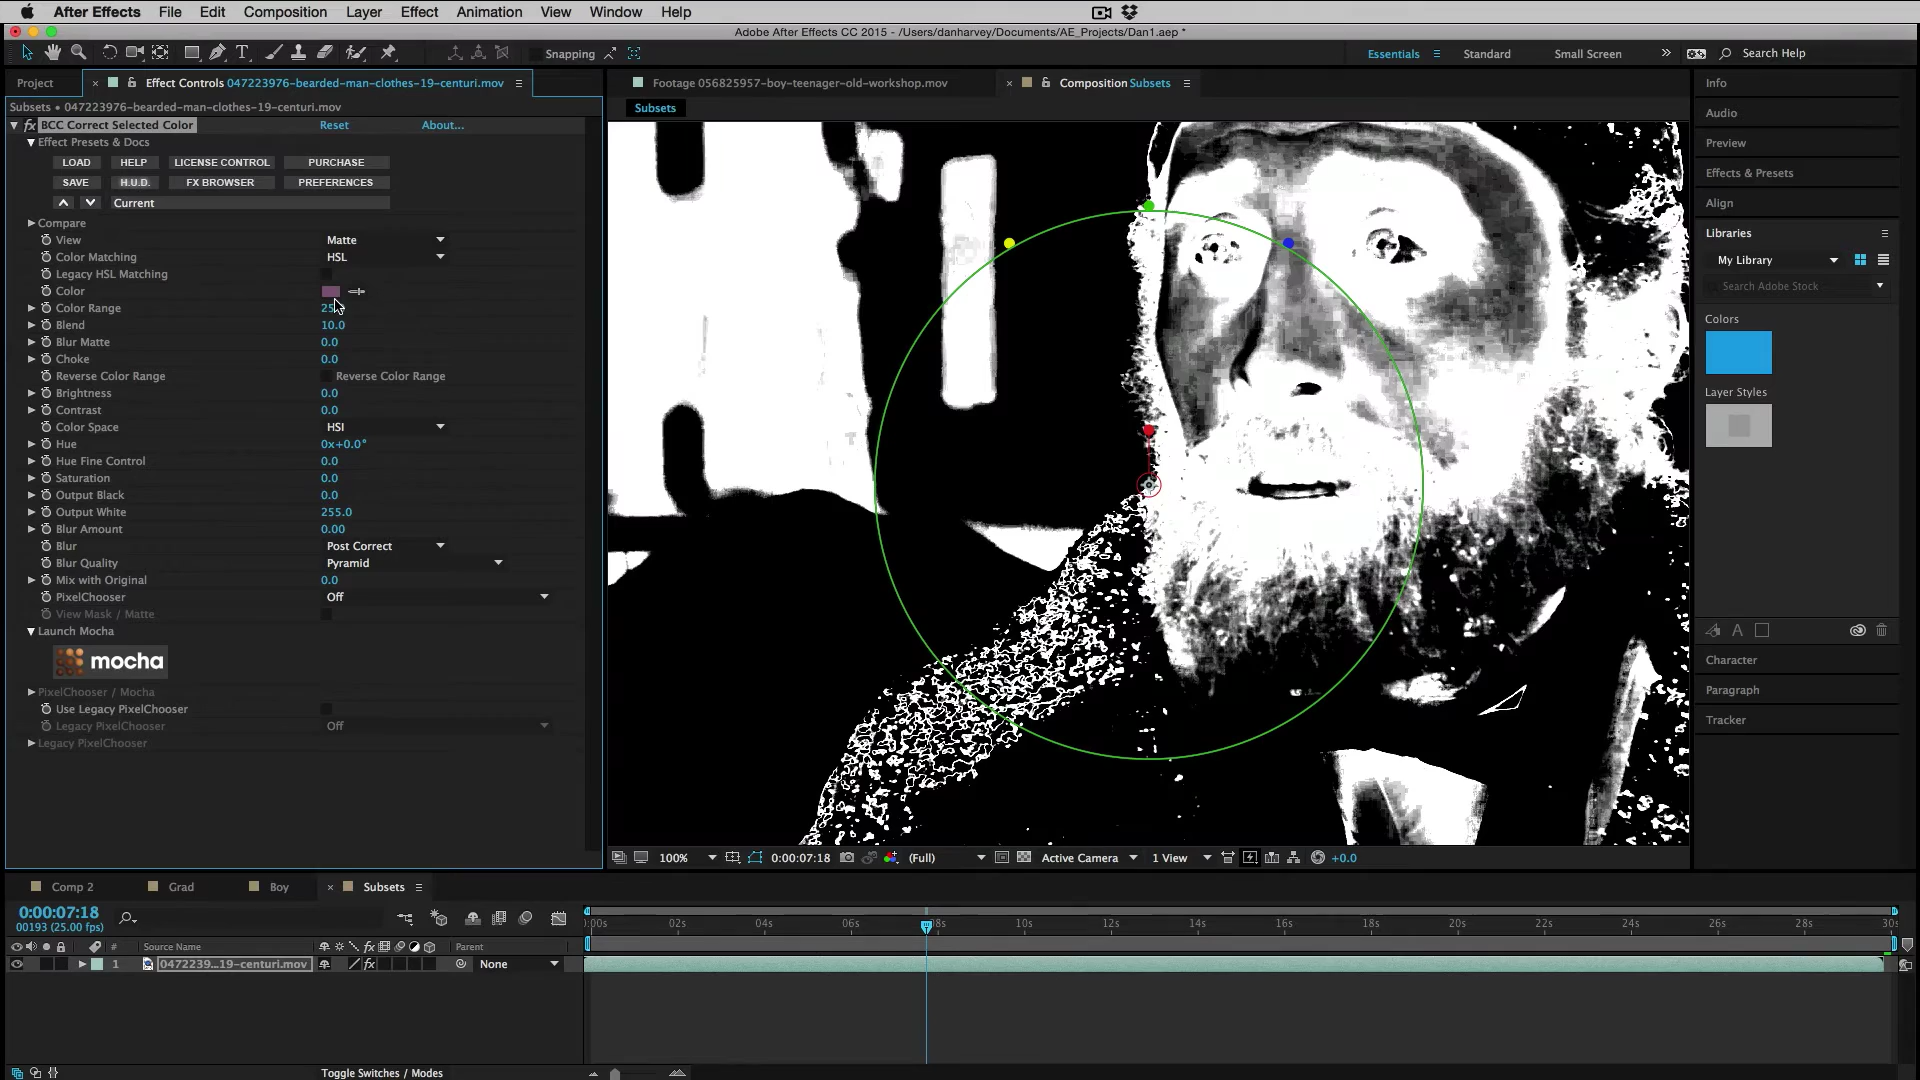 After Effects File Edit Composition Layer Effect Animation View Window Help
Adobe After Effects CC 2015 - /Users/danharvey/Documents/AE_Projects/Dan1.aep *
Snapping
Essentials Standard Small Screen Search Help
Project
Effect Controls 047223976-bearded-man-clothes-19-centuri.mov
Footage 056825957-boy-teenager-old-workshop.mov
Composition Subsets
Subsets • 047223976-bearded-man-clothes-19-centuri.mov
Subsets
fx BCC Correct Selected Color Reset About...
Effect Presets & Docs
LOAD HELP LICENSE CONTROL PURCHASE
SAVE H.U.D. FX BROWSER PREFERENCES
Current
Compare
View Matte
Color Matching HSL
Legacy HSL Matching
Color
Color Range
Blend 10.0
Blur Matte 0.0
Choke 0.0
Reverse Color Range Reverse Color Range
Brightness 0.0
Contrast 0.0
Color Space HSI
Hue 0x+0.0°
Hue Fine Control 0.0
Saturation 0.0
Output Black 0.0
Output White 255.0
Blur Amount 0.00
Blur Post Correct
Blur Quality Pyramid
Mix with Original 0.0
PixelChooser Off
View Mask / Matte
Launch Mocha
mocha
PixelChooser / Mocha
Use Legacy PixelChooser
Legacy PixelChooser Off
Legacy PixelChooser
Info
Audio
Preview
Effects & Presets
Align
Libraries
My Library
Search Adobe Stock
Colors
Layer Styles
Character
Paragraph
Tracker
100% 0:00:07:18 (Full) Active Camera 1 View +0.0
Comp 2 Grad Boy Subsets
0:00:07:18
00193 (25.00 fps)
:00s 02s 04s 06s 8s 10s 12s 14s 16s 18s 20s 22s 24s 26s 28s 30s
# Source Name fx Parent
1 0472239...19-centuri.mov fx None
Toggle Switches / Modes